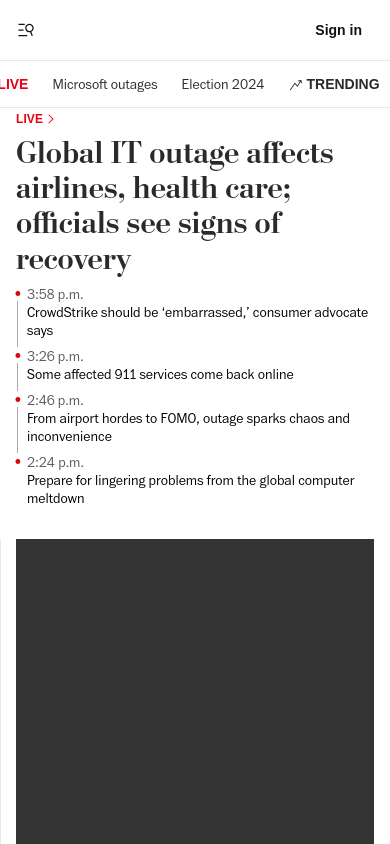 Sign in
LIVE
Microsoft outages
Election 2024
TRENDING
LIVE
Global IT outage affects
airlines, health care;
officials see signs of
recovery
3:58 p.m.
CrowdStrike should be ‘embarrassed,’ consumer advocate
says
3:26 p.m.
Some affected 911 services come back online
2:46 p.m.
From airport hordes to FOMO, outage sparks chaos and
inconvenience
2:24 p.m.
Prepare for lingering problems from the global computer
meltdown